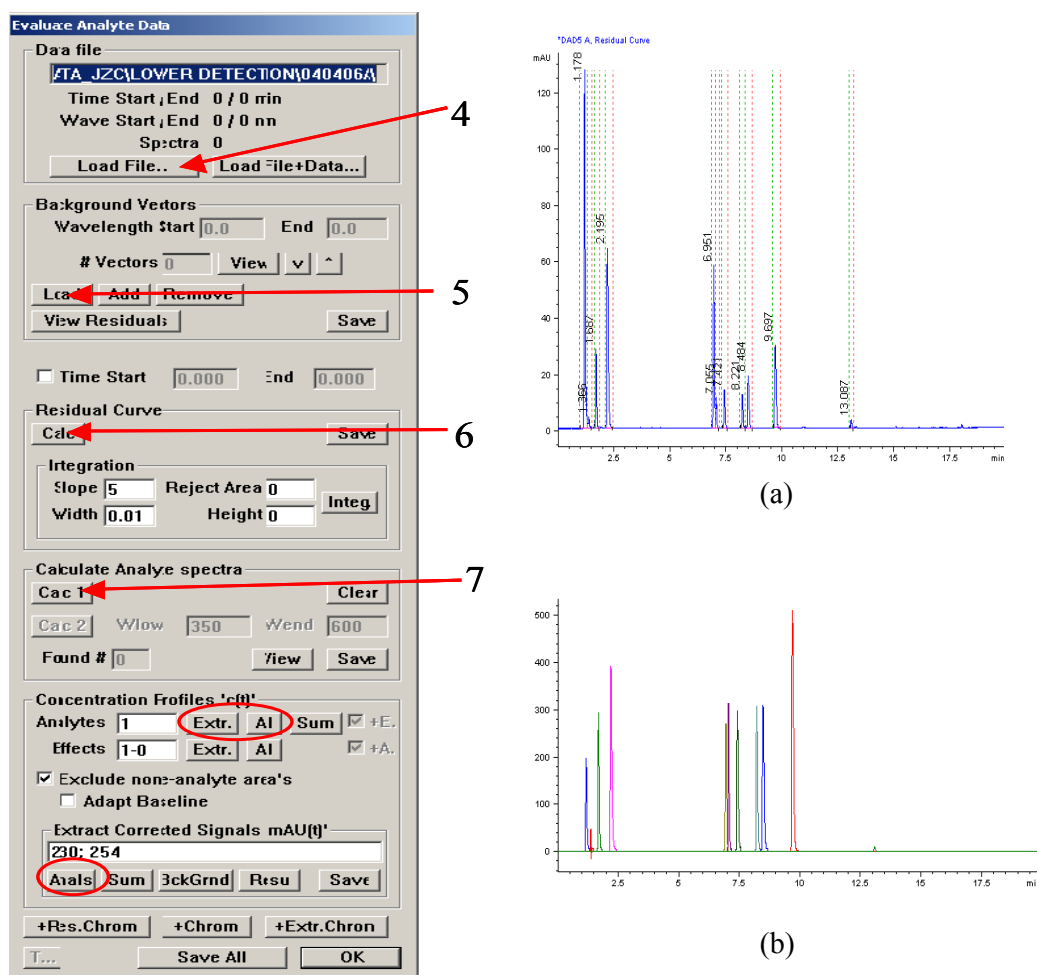 Evaluate Analyte Data
Data file
/TA_JZC\LOWER DETECTION\040406A\
Time Start / End 0 / 0 min
Wave Start / End 0 / 0 nm
Spectra 0
Load File.. Load File+Data...
4
Background Vectors
Wavelength Start 0.0 End 0.0
# Vectors 0 View v ^
Load Add Remove
5
View Residuals Save
Time Start 0.000 End 0.000
Residual Curve
Calc Save
6
Integration
Slope 5 Reject Area 0
Width 0.01 Height 0
Integ
Calculate Analyte spectra
Calc 1 Clear
7
Calc 2 Wlow 350 Wend 600
Found # 0 View Save
Concentration Profiles 'c(t)'
Analytes 1 Extr. All Sum +E.
Effects 1-0 Extr. All +A.
Exclude none-analyte area's
Adapt Baseline
Extract Corrected Signals 'mAU(t)'
230; 254
Anals Sum BckGrnd Resu Save
+Res.Chrom +Chrom +Extr.Chrom
T... Save All OK
*DAD5 A, Residual Curve
mAU
120
100
80
60
40
20
0
1.178
1.366
1.687
2.195
6.951
7.055
7.421
8.221
8.484
9.697
13.087
2.5 5 7.5 10 12.5 15 17.5 min
(a)
500
400
300
200
100
0
2.5 5 7.5 10 12.5 15 17.5 mi
(b)